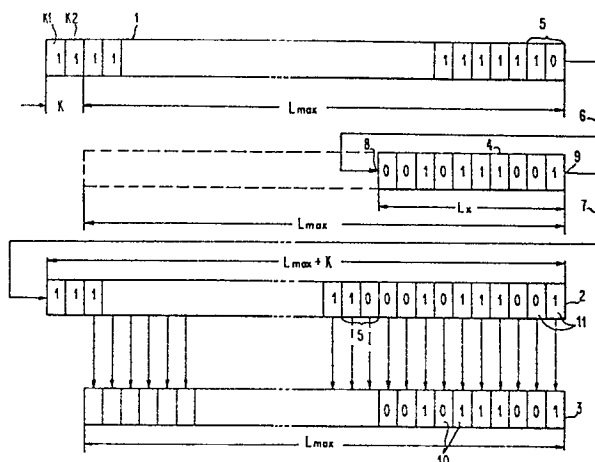 K1 K2 1 5
1 1 1 1 1 1 1 1 1 1 0
K Lmax 6
8 4 9
0 0 1 0 1 1 1 0 0 1
Lx 7
Lmax
Lmax + K
1 1 1 1 1 0 0 0 1 0 1 1 1 0 0 1 2
5 11
0 0 1 0 1 1 1 0 0 1 3
Lmax 10